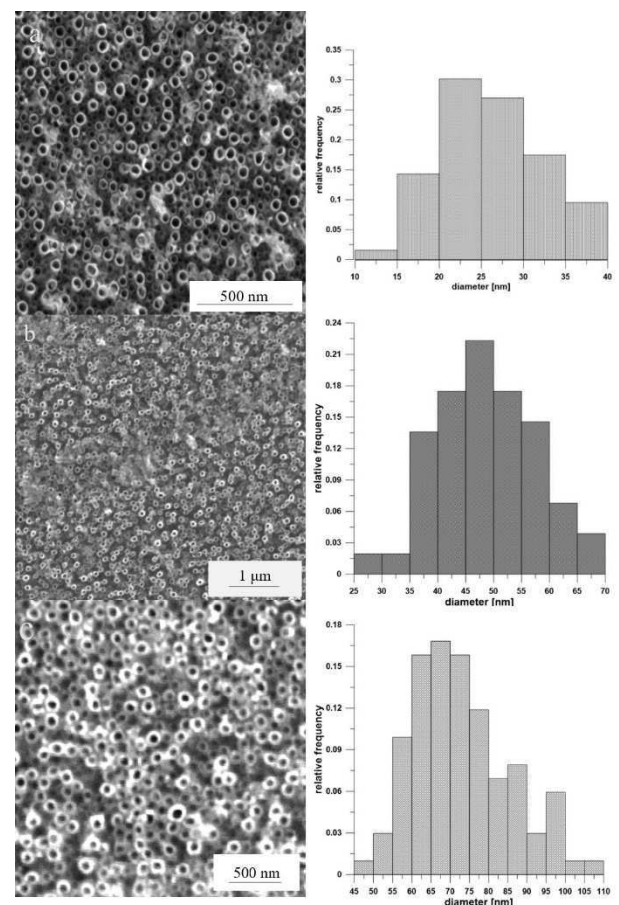 a
500 nm
0.35
0.3
0.25
0.2
0.15
0.1
0.05
0
relative frequency
10 15 20 25 30 35 40
diameter [nm]
b
1 μm
0.24
0.21
0.18
0.15
0.12
0.09
0.06
0.03
0
relative frequency
25 30 35 40 45 50 55 60 65 70
diameter [nm]
c
500 nm
0.18
0.15
0.12
0.09
0.06
0.03
0
relative frequency
45 50 55 60 65 70 75 80 85 90 95 100 105 110
diameter [nm]